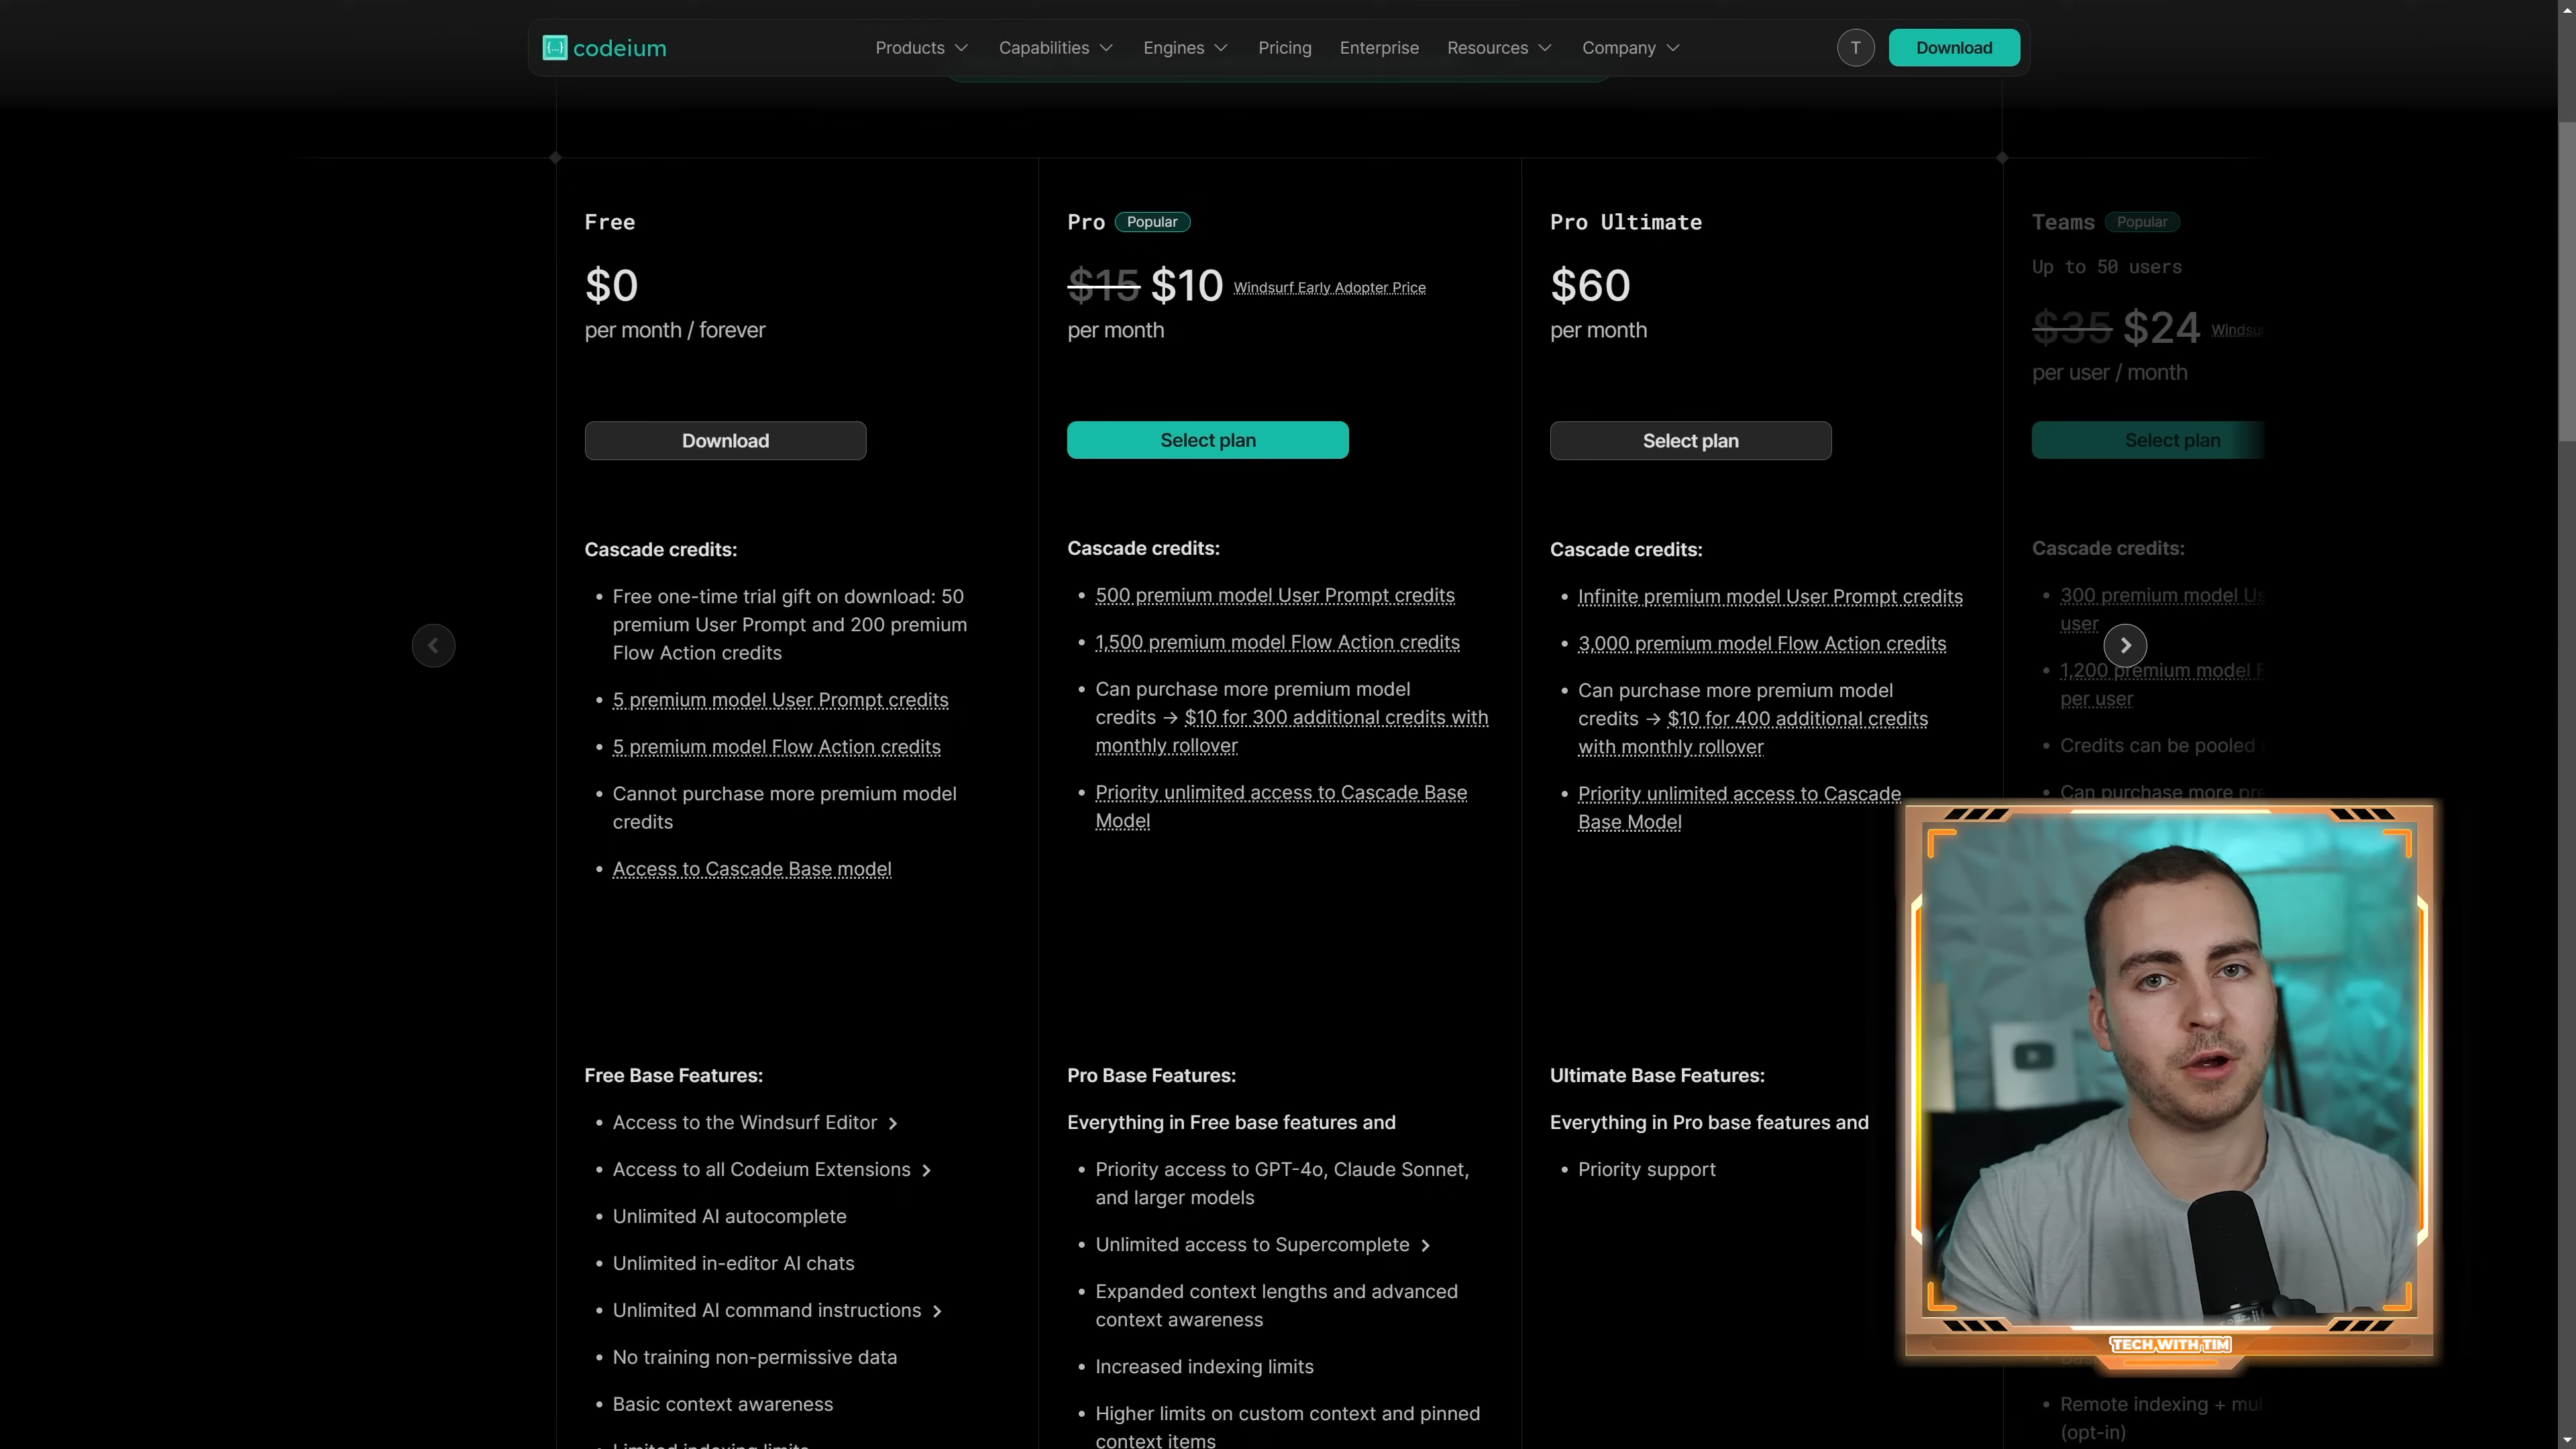 codeium
Products
Capabilities
Engines
Pricing
Enterprise
Resources
Company
T
Download
Free
$0
per month / forever
Download
Cascade credits:
• Free one-time trial gift on download: 50
premium User Prompt and 200 premium
Flow Action credits
• 5 premium model User Prompt credits
• 5 premium model Flow Action credits
• Cannot purchase more premium model
credits
• Access to Cascade Base model
Free Base Features:
• Access to the Windsurf Editor >
• Access to all Codeium Extensions >
• Unlimited AI autocomplete
• Unlimited in-editor AI chats
• Unlimited AI command instructions >
• No training non-permissive data
• Basic context awareness
• Limited indexing limits
Pro Popular
$15 $10 Windsurf Early Adopter Price
per month
Select plan
Cascade credits:
• 500 premium model User Prompt credits
• 1,500 premium model Flow Action credits
• Can purchase more premium model
credits → $10 for 300 additional credits with
monthly rollover
• Priority unlimited access to Cascade Base
Model
Pro Base Features:
Everything in Free base features and
• Priority access to GPT-4o, Claude Sonnet,
and larger models
• Unlimited access to Supercomplete >
• Expanded context lengths and advanced
context awareness
• Increased indexing limits
• Higher limits on custom context and pinned
context items
Pro Ultimate
$60
per month
Select plan
Cascade credits:
• Infinite premium model User Prompt credits
• 3,000 premium model Flow Action credits
• Can purchase more premium model
credits → $10 for 400 additional credits
with monthly rollover
• Priority unlimited access to Cascade
Base Model
Ultimate Base Features:
Everything in Pro base features and
• Priority support
Teams Popular
Up to 50 users
$35 $24
per user / month
Select plan
Cascade credits:
• 300 premium model
user
• 1,200 premium model
per user
• Credits can be pooled
• Can purchase more
• Remote indexing +
(opt-in)
TECH WITH TIM